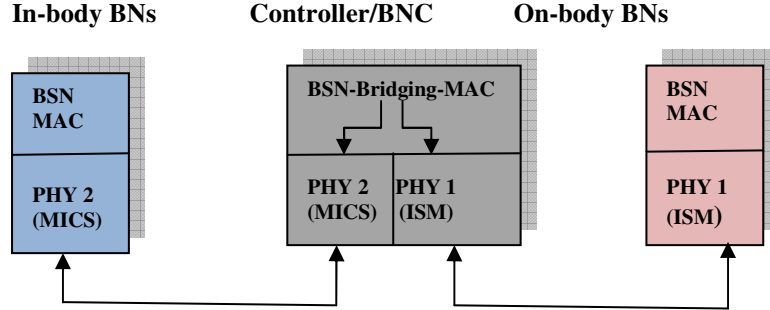 In-body BNs Controller/BNC On-body BNs
BSN
MAC
PHY 2
(MICS)
BSN-Bridging-MAC
PHY 2
(MICS)
PHY 1
(ISM)
BSN
MAC
PHY 1
(ISM)